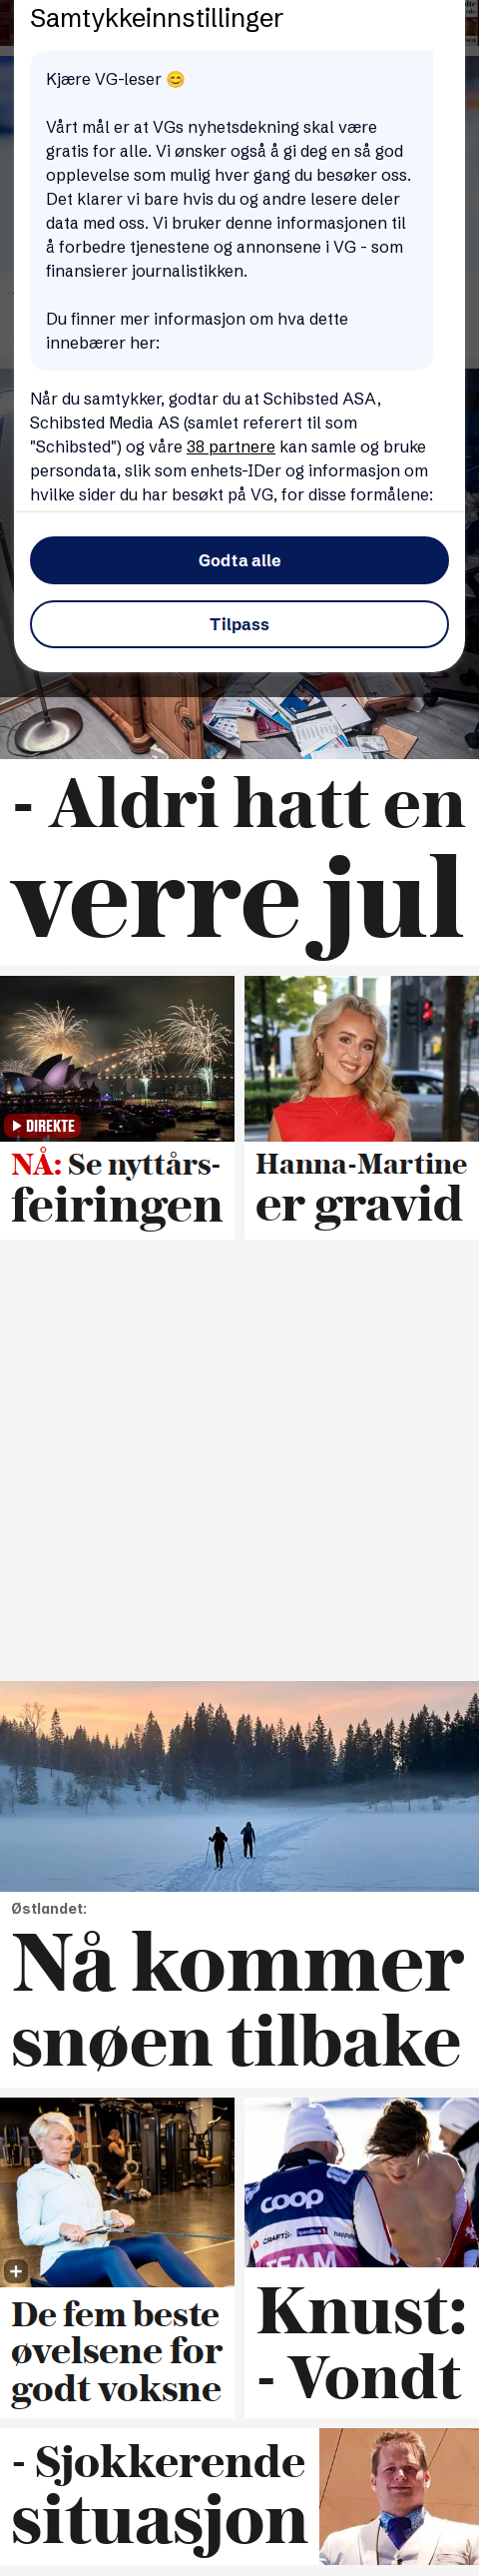 Samtykkeinnstillinger
Kjære VG-leser 😊
Vårt mål er at VGs nyhetsdekning skal være
gratis for alle. Vi ønsker også å gi deg en så god
opplevelse som mulig hver gang du besøker oss.
Det klarer vi bare hvis du og andre lesere deler
data med oss. Vi bruker denne informasjonen til
å forbedre tjenestene og annonsene i VG - som
finansierer journalistikken.
Du finner mer informasjon om hva dette
innebærer her:
Når du samtykker, godtar du at Schibsted ASA,
Schibsted Media AS (samlet referert til som
"Schibsted") og våre 38 partnere kan samle og bruke
persondata, slik som enhets-IDer og informasjon om
hvilke sider du har besøkt på VG, for disse formålene:
Godta alle
Tilpass
- Aldri hatt en
verre jul
DIREKTE
NÅ: Se nyttårs-
feiringen
Hanna-Martine
er gravid
Østlandet:
Nå kommer
snøen tilbake
coop
CRAFT
TEAM
De fem beste
øvelsene for
godt voksne
Knust:
- Vondt
- Sjokkerende
situasjon